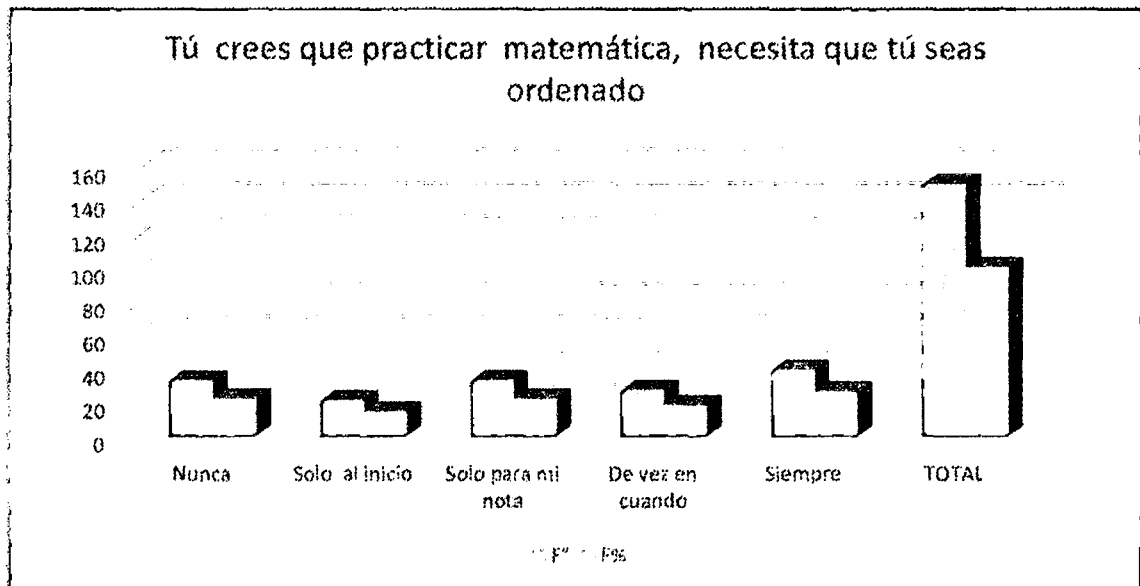 Tú crees que practicar matemática, necesita que tú seas
ordenado
160
140
120
100
80
60
40
20
0
Nunca
Solo al inicio
Solo para mi
nota
De vez en
cuando
Siempre
TOTAL
F° F%